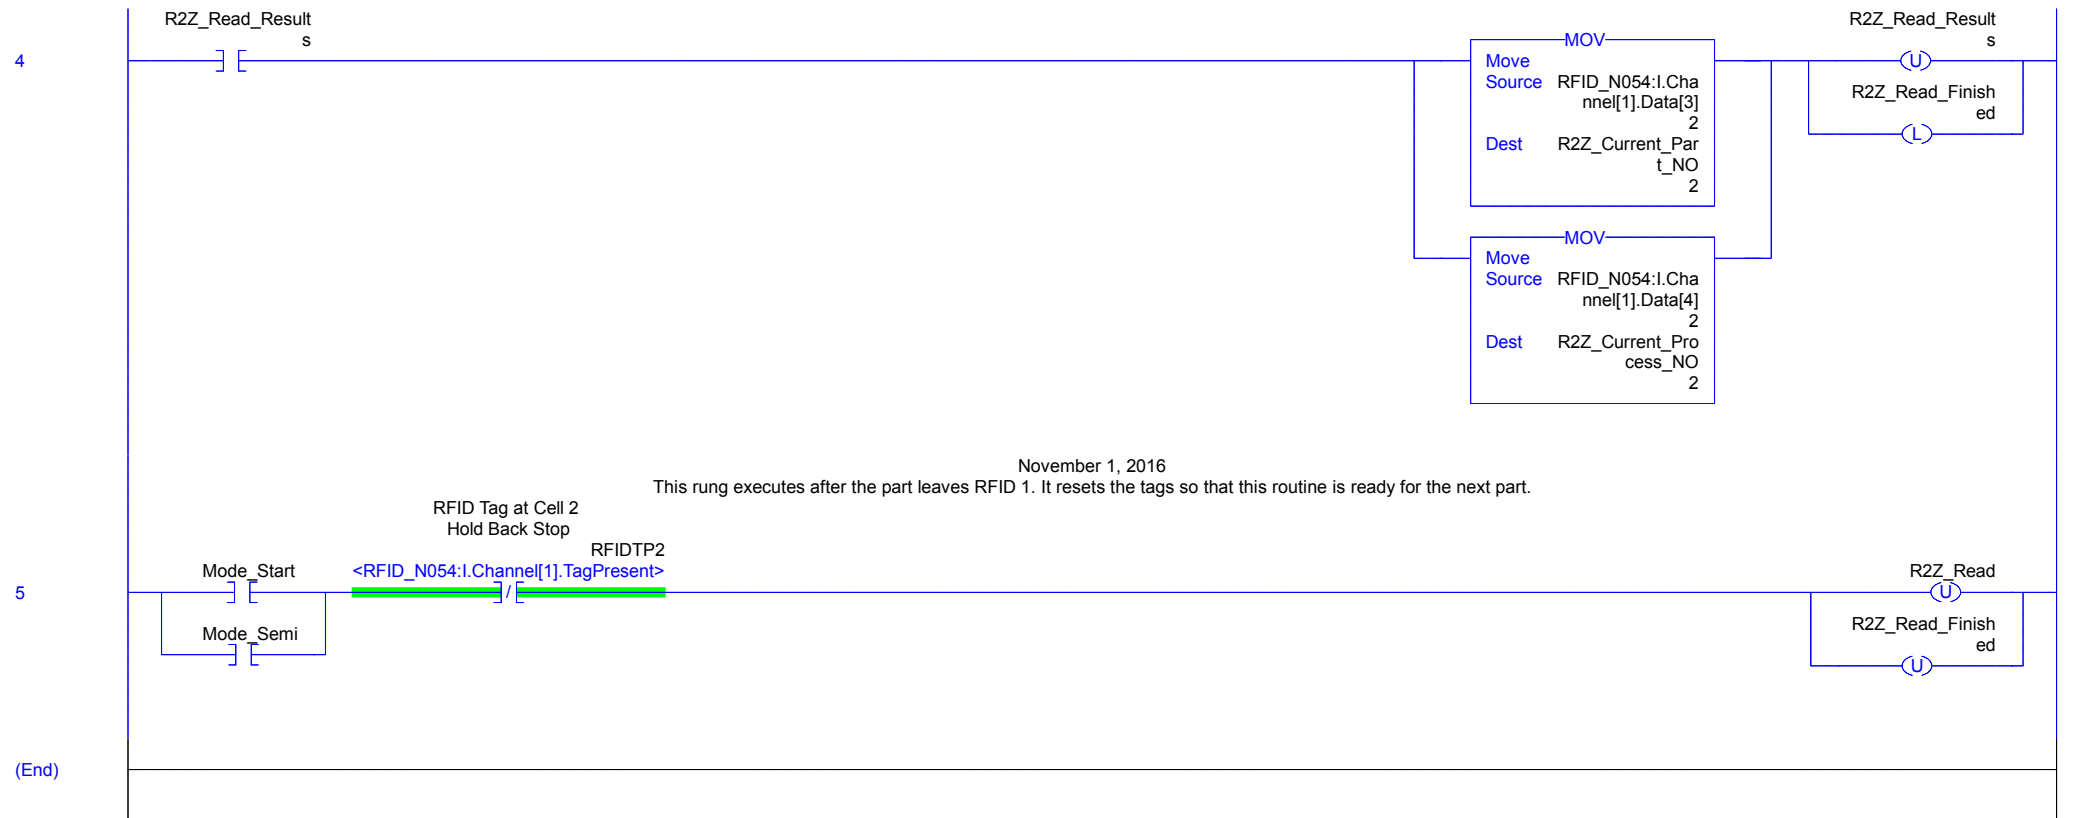 R2Z_Read_Result
s
4
MOV
Move
Source RFID_N054:I.Cha
nnel[1].Data[3]
2
Dest R2Z_Current_Par
t_NO
2
R2Z_Read_Result
s
U
R2Z_Read_Finish
ed
L
MOV
Move
Source RFID_N054:I.Cha
nnel[1].Data[4]
2
Dest R2Z_Current_Pro
cess_NO
2
November 1, 2016
This rung executes after the part leaves RFID 1. It resets the tags so that this routine is ready for the next part.
RFID Tag at Cell 2
Hold Back Stop
RFIDTP2
5
Mode_Start
<RFID_N054:I.Channel[1].TagPresent>
/
Mode_Semi
R2Z_Read
U
R2Z_Read_Finish
ed
U
(End)